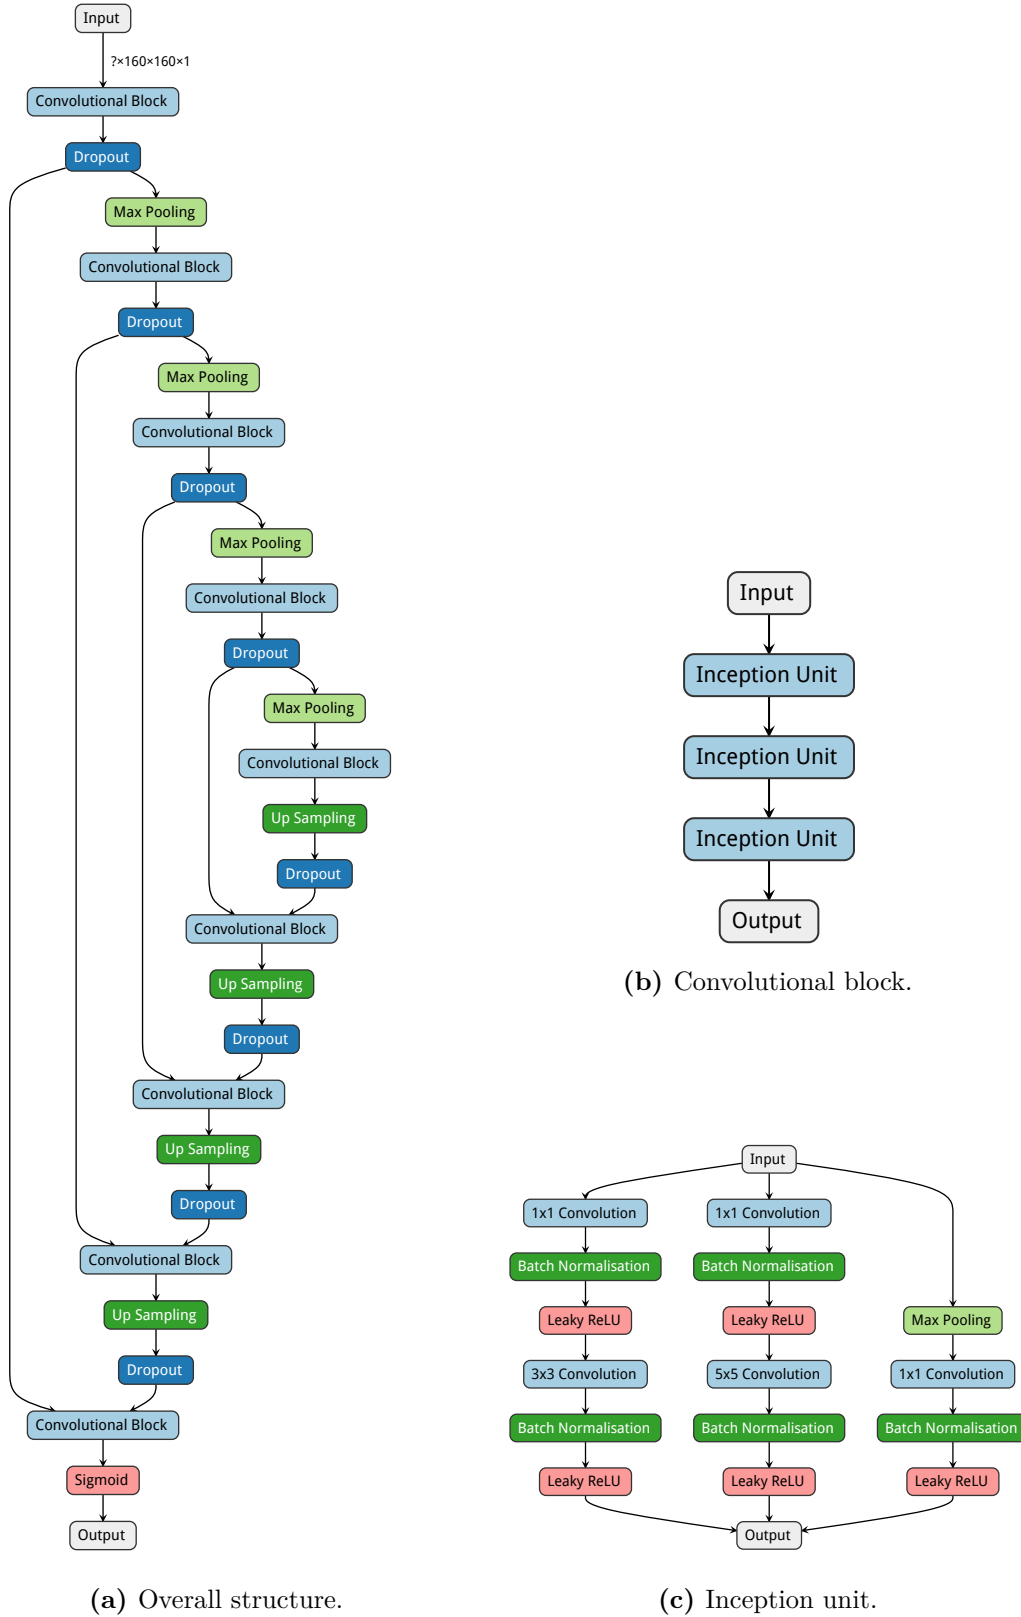 Input
?×160×160×1
Convolutional Block
Dropout
Max Pooling
Convolutional Block
Dropout
Max Pooling
Convolutional Block
Dropout
Max Pooling
Convolutional Block
Dropout
Max Pooling
Convolutional Block
Up Sampling
Dropout
Convolutional Block
Up Sampling
Dropout
Convolutional Block
Up Sampling
Dropout
Convolutional Block
Up Sampling
Dropout
Convolutional Block
Sigmoid
Output
(a) Overall structure.
Input
Inception Unit
Inception Unit
Inception Unit
Output
(b) Convolutional block.
Input
1x1 Convolution 1x1 Convolution
Batch Normalisation Batch Normalisation
Leaky ReLU Leaky ReLU Max Pooling
3x3 Convolution 5x5 Convolution 1x1 Convolution
Batch Normalisation Batch Normalisation Batch Normalisation
Leaky ReLU Leaky ReLU Leaky ReLU
Output
(c) Inception unit.